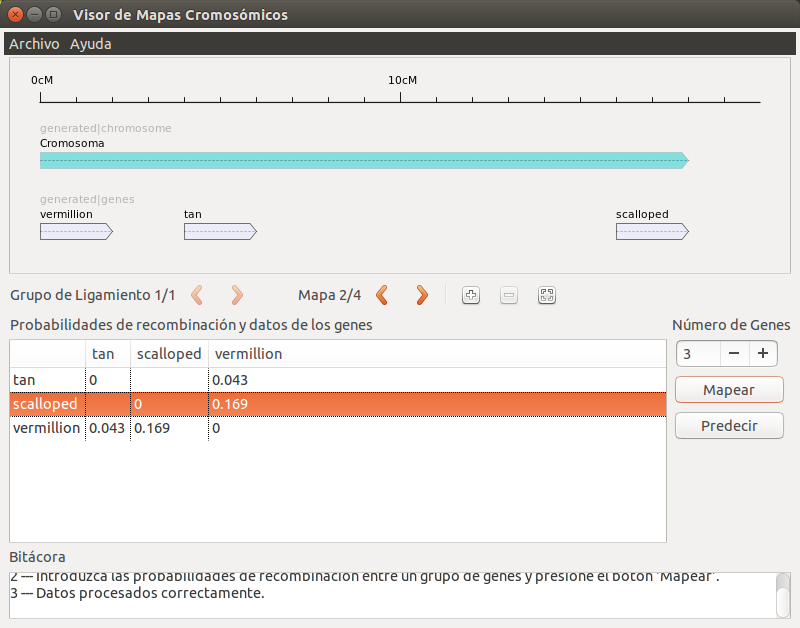 Visor de Mapas Cromosómicos
Archivo Ayuda
0cM 10cM
generated|chromosome
Cromosoma
generated|genes
vermillion tan scalloped
Grupo de Ligamiento 1/1 Mapa 2/4
Probabilidades de recombinación y datos de los genes Número de Genes
tan scalloped vermillion
3 − +
tan 0 0.043
Mapear
scalloped 0 0.169
vermillion 0.043 0.169 0
Predecir
Bitácora
2 --- Introduzca las probabilidades de recombinación entre un grupo de genes y presione el botón 'Mapear'.
3 --- Datos procesados correctamente.